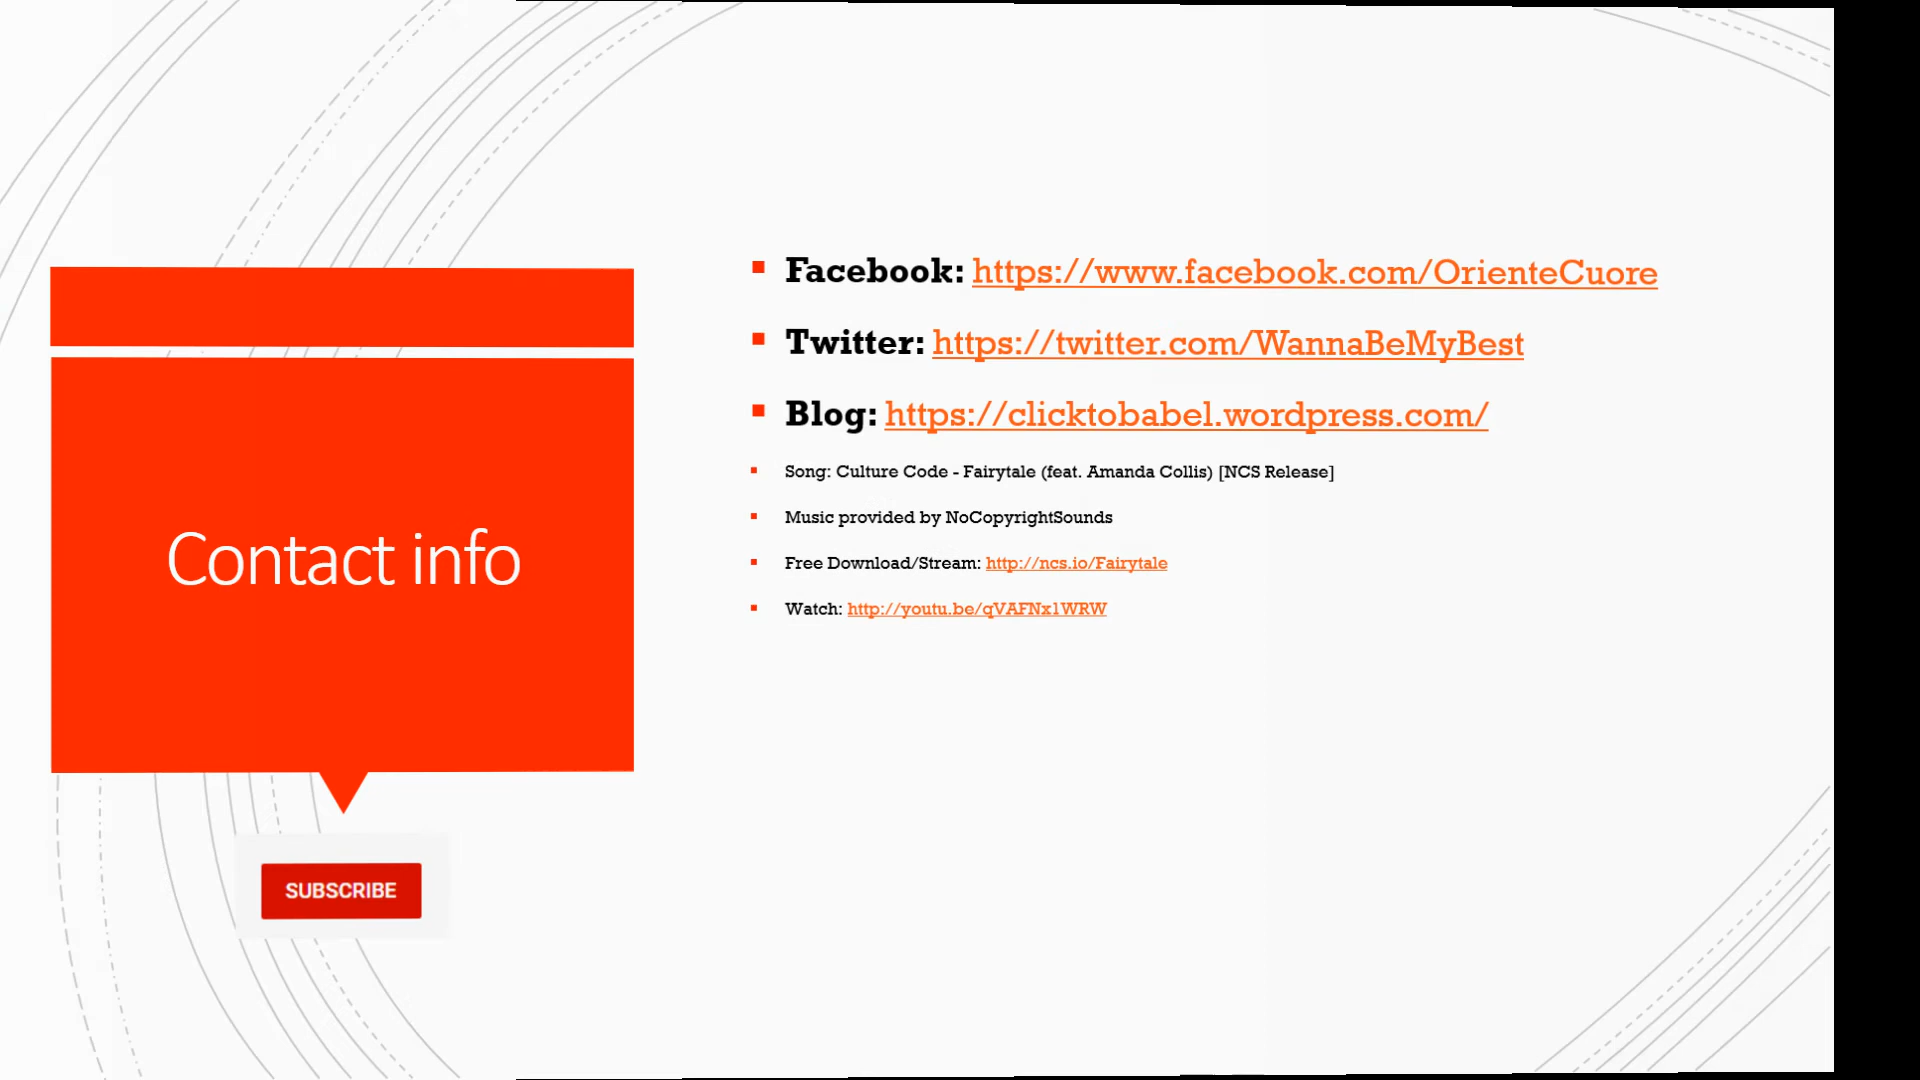 Contact info
SUBSCRIBE
Facebook: https://www.facebook.com/OrienteCuore
Twitter: https://twitter.com/WannaBeMyBest
Blog: https://clicktobabel.wordpress.com/
Song: Culture Code - Fairytale (feat. Amanda Collis) [NCS Release]
Music provided by NoCopyrightSounds
Free Download/Stream: http://ncs.io/Fairytale
Watch: http://youtu.be/qVAFNx1WRW